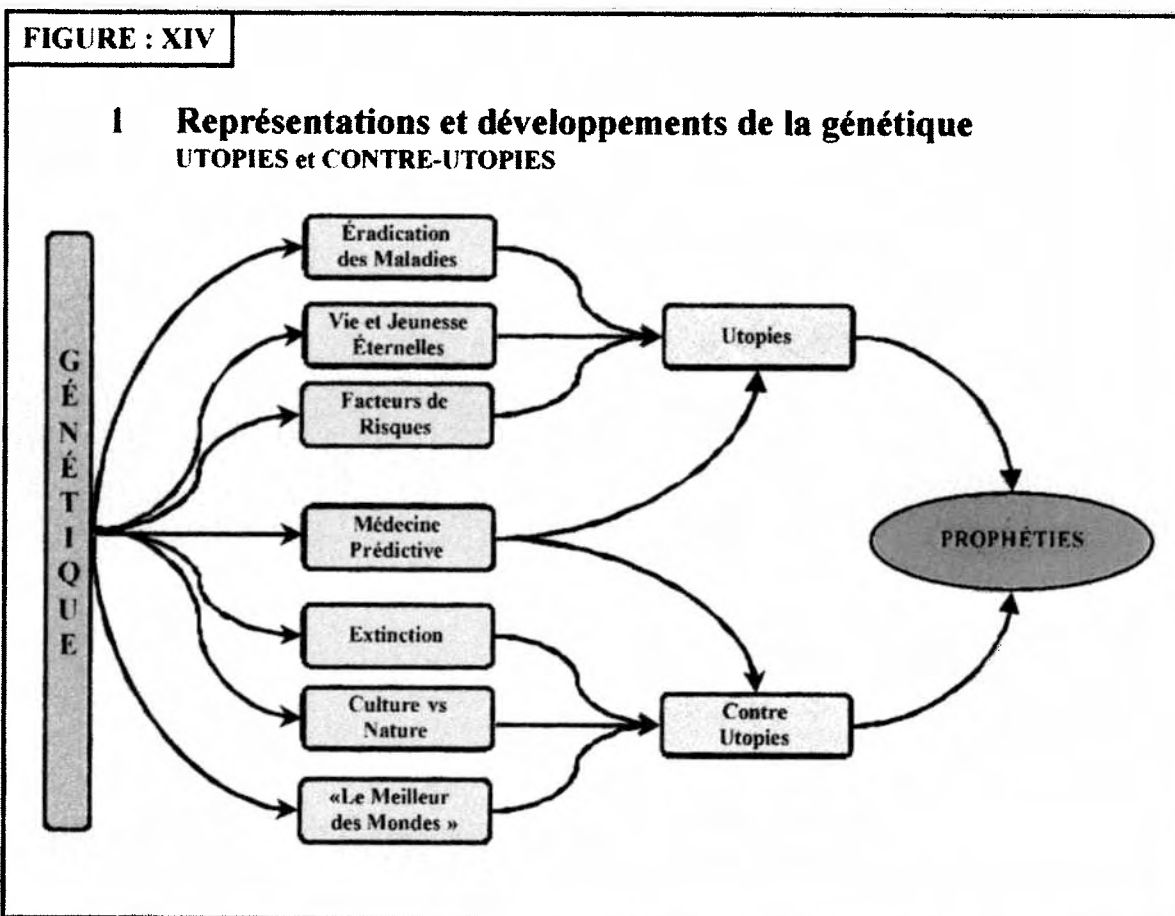 FIGURE : XIV
1 Représentations et développements de la génétique
UTOPIES et CONTRE-UTOPIES
GÉNÉTIQUE
Éradication
des Maladies
Vie et Jeunesse
Éternelles
Facteurs de
Risques
Médecine
Prédictive
Extinction
Culture vs
Nature
«Le Meilleur
des Mondes »
Utopies
Contre
Utopies
PROPHÉTIES